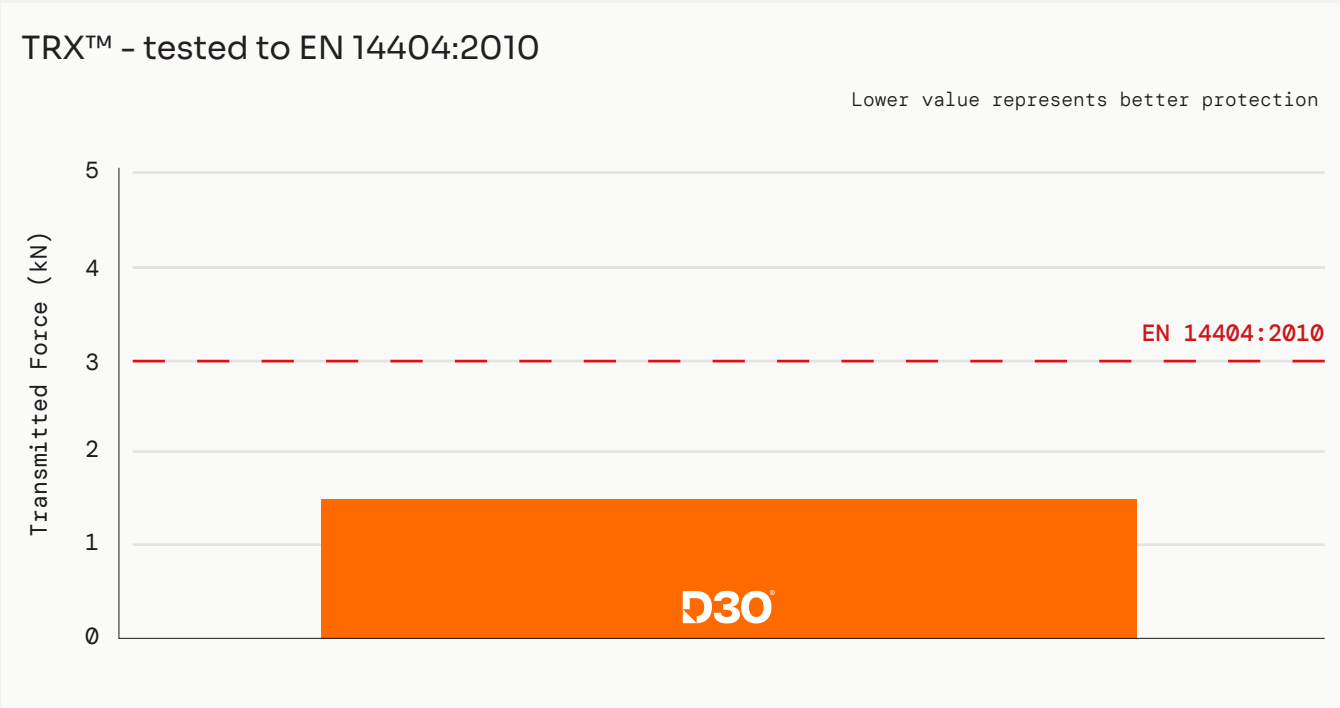 TRX™ - tested to EN 14404:2010
Lower value represents better protection
5
4
EN 14404:2010
3
2
1
0
Transmitted Force (kN)
D3O®